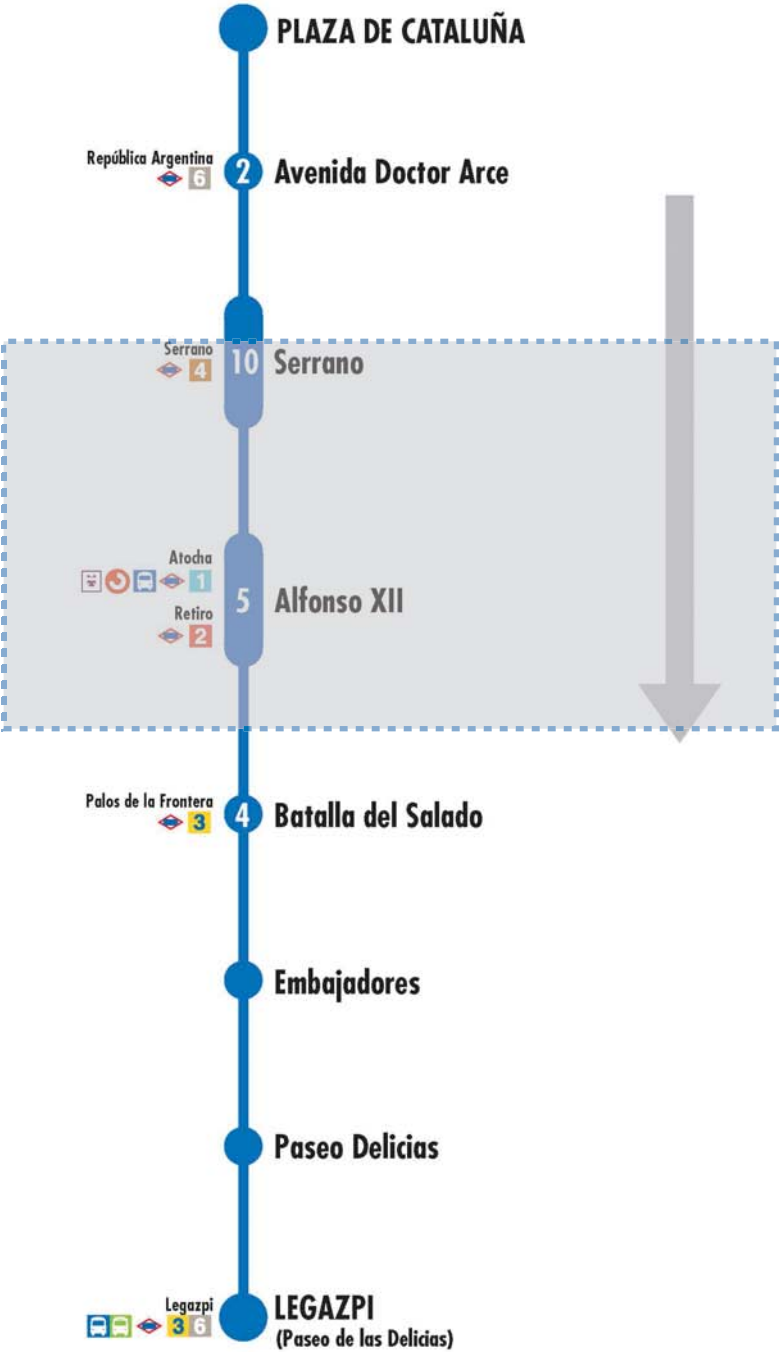 PLAZA DE CATALUÑA
República Argentina
6
2
Avenida Doctor Arce
Serrano
4
10
Serrano
Atocha
1
Retiro
2
5
Alfonso XII
Palos de la Frontera
3
4
Batalla del Salado
Embajadores
Paseo Delicias
Legazpi
3 6
LEGAZPI
(Paseo de las Delicias)